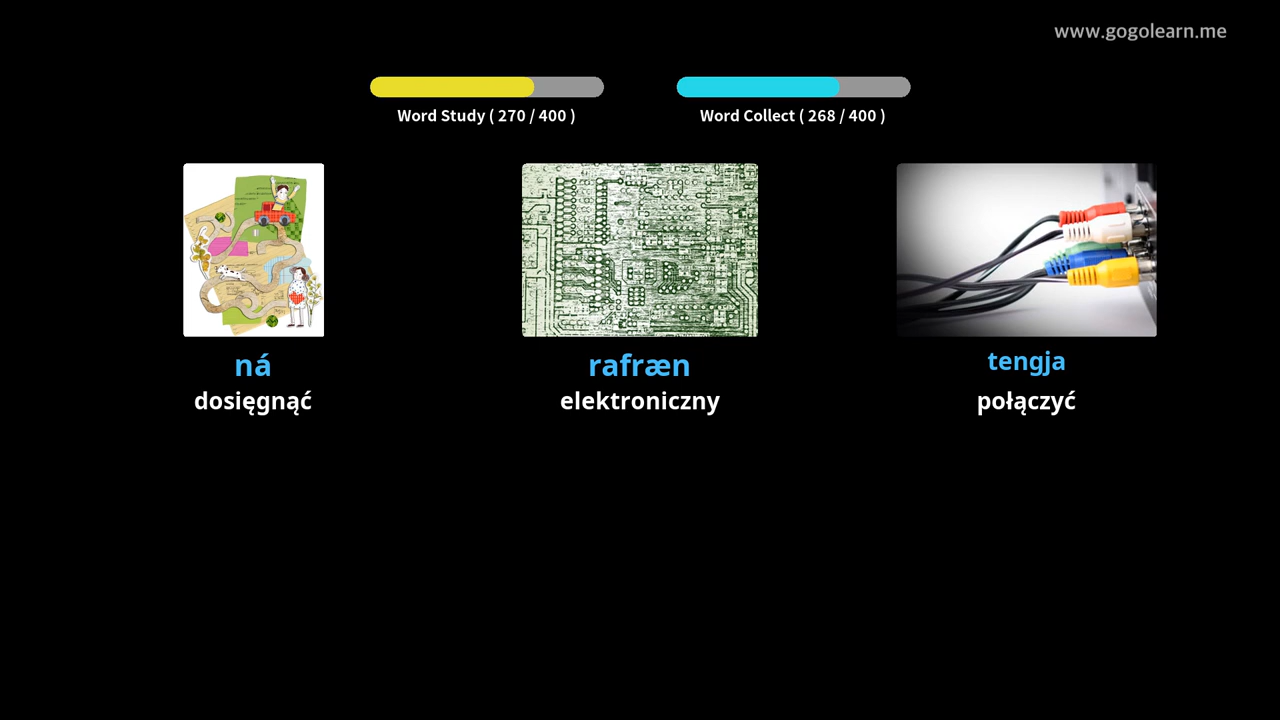 www.gogolearn.me
Word Study ( 270 / 400 )
Word Collect ( 268 / 400 )
ná
dosięgnąć
rafræn
elektroniczny
tengja
połączyć